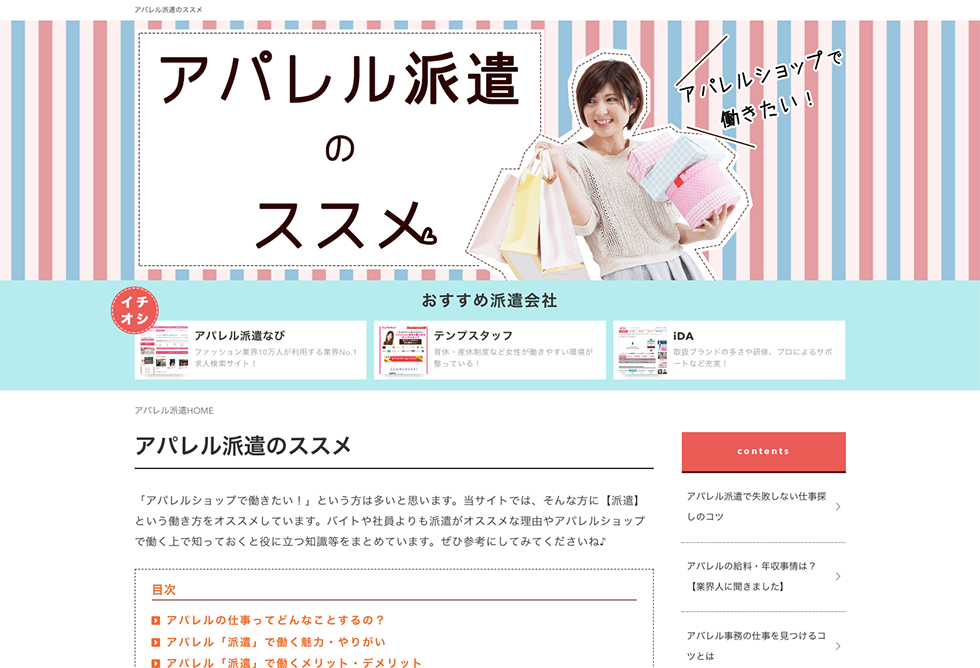 アパレル派遣のススメ
アパレル派遣
の
ススメ
アパレルショップで
働きたい！
おすすめ派遣会社
イチ
オシ
アパレル派遣なび
ファッション業界10万人が利用する業界No.1
求人検索サイト！
テンプスタッフ
育休・産休制度など女性が働きやすい環境が
整っている！
iDA
取扱ブランドの多さや研修、プロによるサポ
ートなど充実！
アパレル派遣HOME
アパレル派遣のススメ
「アパレルショップで働きたい！」という方は多いと思います。当サイトでは、そんな方に【派遣】
という働き方をオススメしています。バイトや社員よりも派遣がオススメな理由やアパレルショップ
で働く上で知っておくと役に立つ知識等をまとめています。ぜひ参考にしてみてくださいね♪
目次
アパレルの仕事ってどんなことするの？
アパレル「派遣」で働く魅力・やりがい
アパレル「派遣」で働くメリット・デメリット
contents
アパレル派遣で失敗しない仕事探
しのコツ
アパレルの給料・年収事情は？
【業界人に聞きました】
アパレル事務の仕事を見つけるコ
ツとは